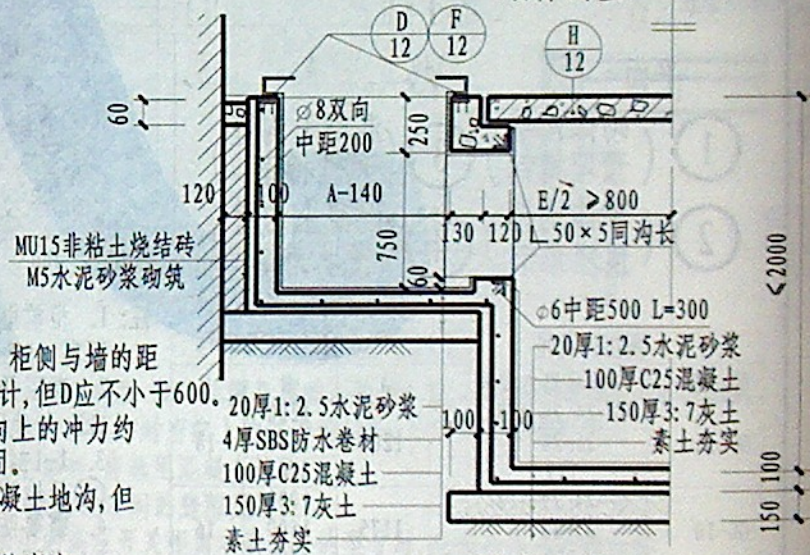 D
12
F
12
H
12
60
ø8双向
中距200
250
120
100
A-140
E/2 ≥800
750
130
120
∟50×5同沟长
MU15非粘土烧结砖
M5水泥砂浆砌筑
60
≤2000
ø6中距500 L=300
柜侧与墙的距
计,但D应不小于600。
向上的冲力约
凝土地沟,但
20厚1:2.5水泥砂浆
100厚C25混凝土
150厚3:7灰土
素土夯实
20厚1:2.5水泥砂浆
4厚SBS防水卷材
100厚C25混凝土
150厚3:7灰土
素土夯实
100
100
100
150